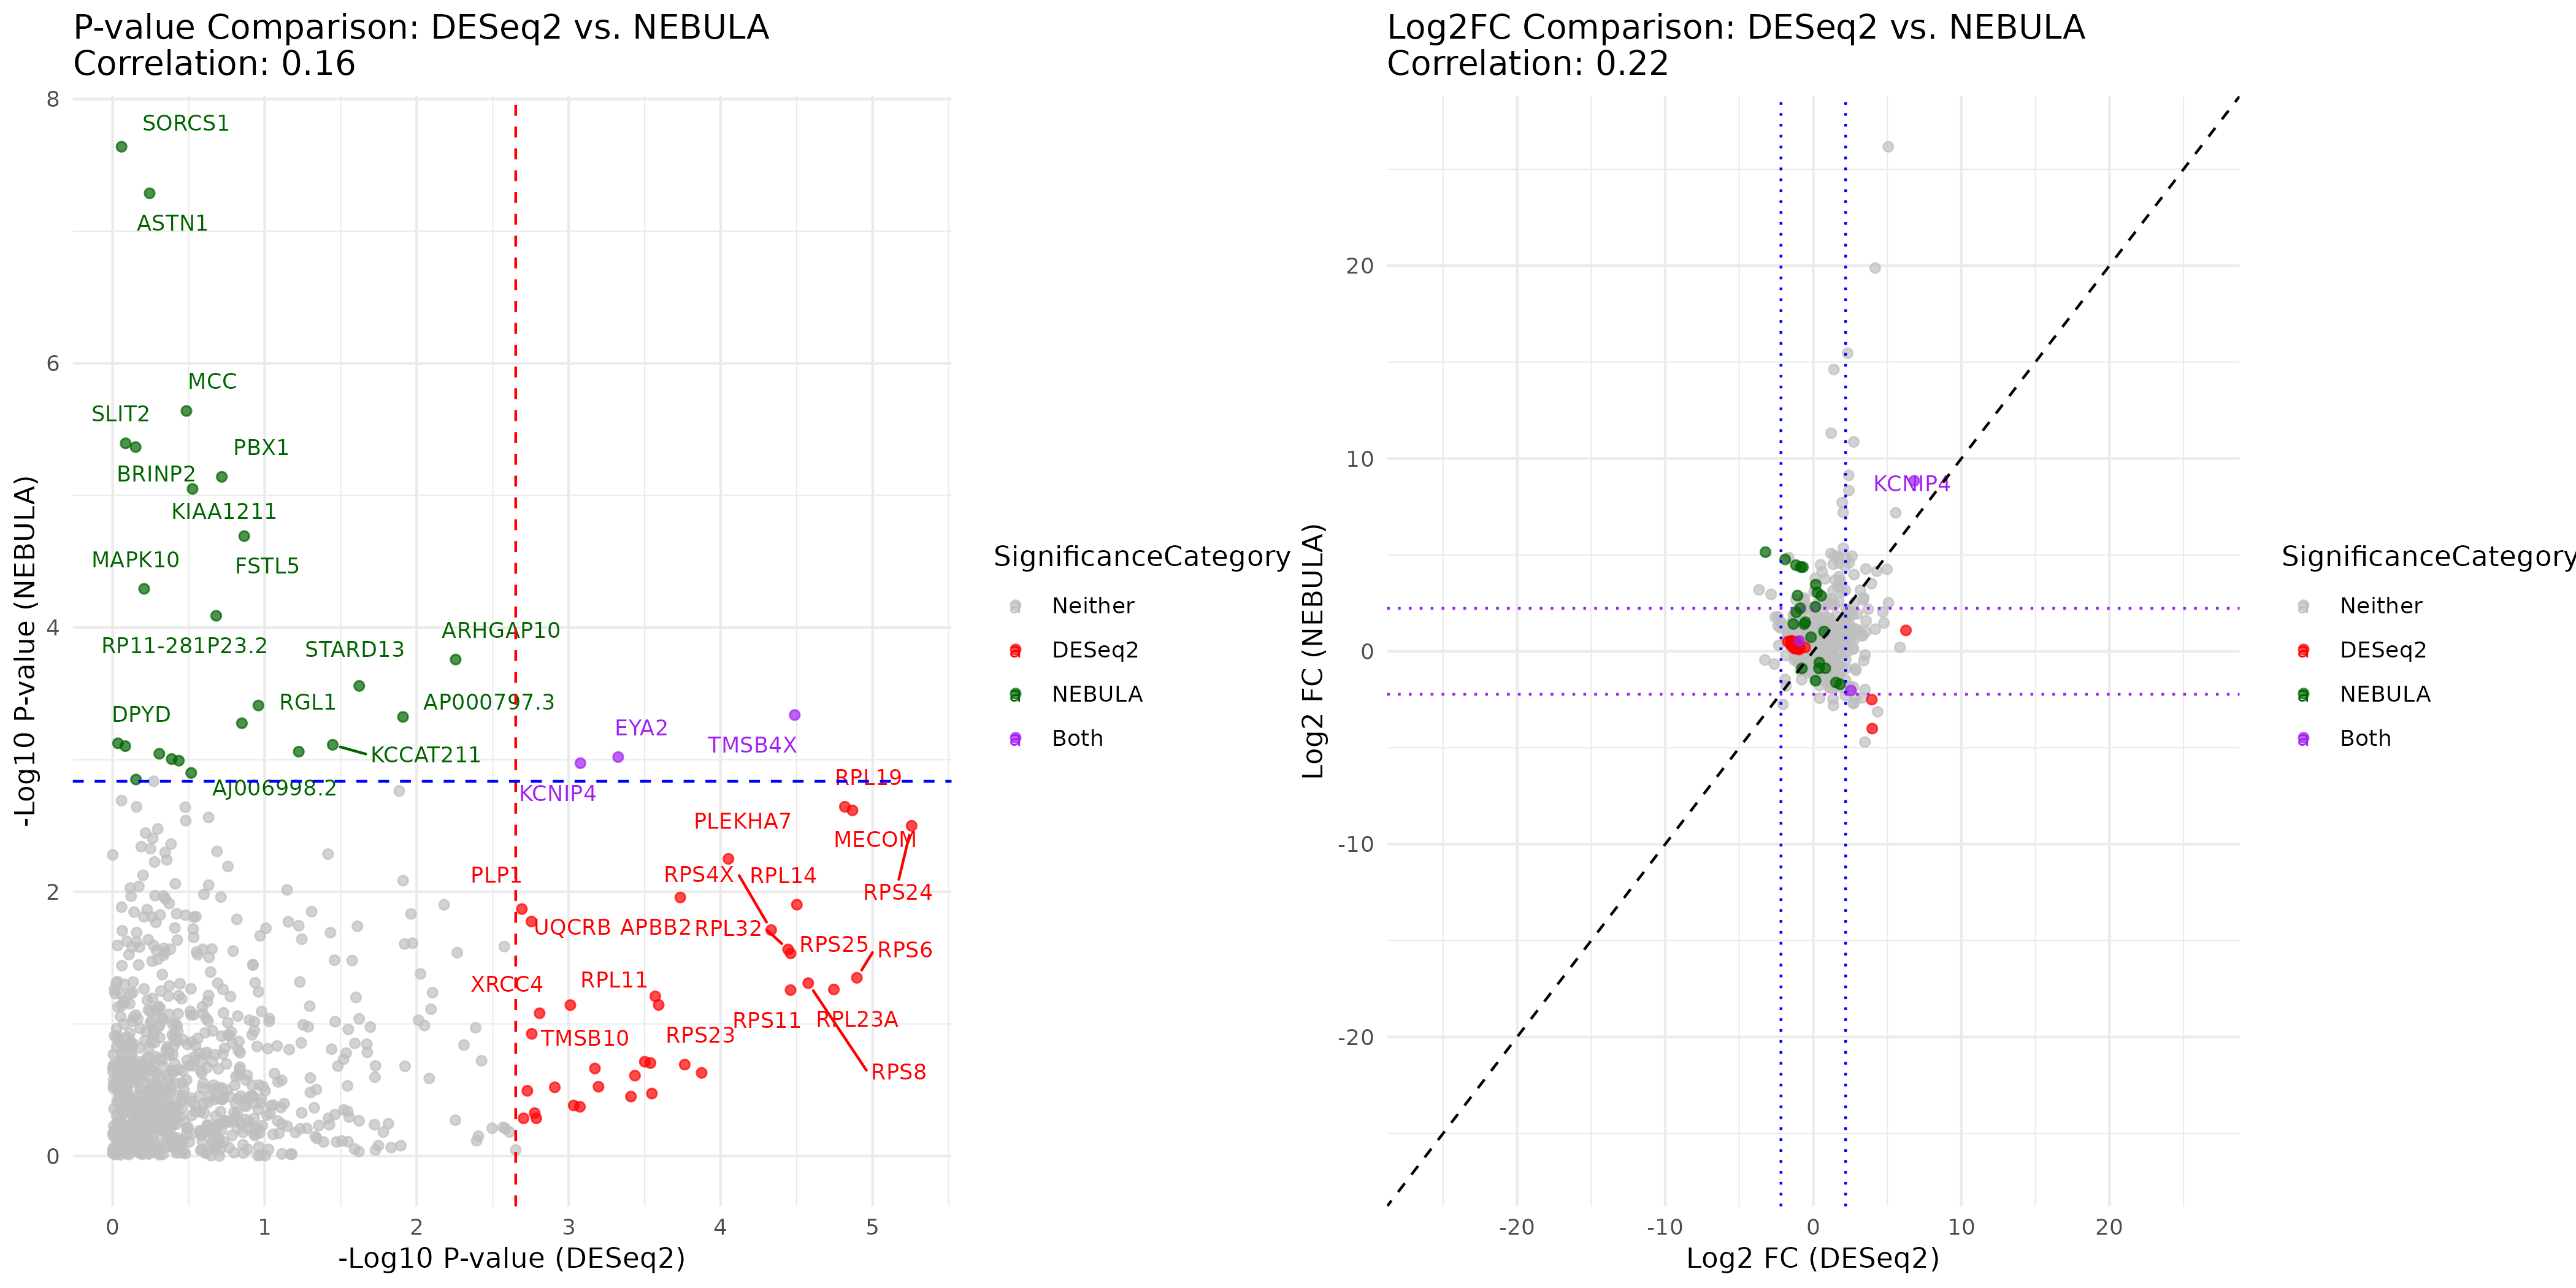 P-value Comparison: DESeq2 vs. NEBULA
Correlation: 0.16
8
6
4
2
0
-Log10 P-value (NEBULA)
SORCS1
ASTN1
MCC
SLIT2
PBX1
BRINP2
KIAA1211
MAPK10
FSTL5
ARHGAP10
RP11-281P23.2
STARD13
RGL1
AP000797.3
DPYD
EYA2
TMSB4X
KCCAT211
RPL19
AJ006998.2
KCNIP4
PLEKHA7
MECOM
PLP1
RPS4X
RPL14
RPS24
UQCRB
APBB2
RPL32
RPS25
RPS6
XRCC4
RPL11
RPS11
RPL23A
TMSB10
RPS23
RPS8
0
1
2
3
4
5
-Log10 P-value (DESeq2)
SignificanceCategory
a Neither
a DESeq2
a NEBULA
a Both
Log2FC Comparison: DESeq2 vs. NEBULA
Correlation: 0.22
20
10
0
-10
-20
Log2 FC (NEBULA)
KCNIP4
-20
-10
0
10
20
Log2 FC (DESeq2)
SignificanceCategory
a Neither
a DESeq2
a NEBULA
a Both